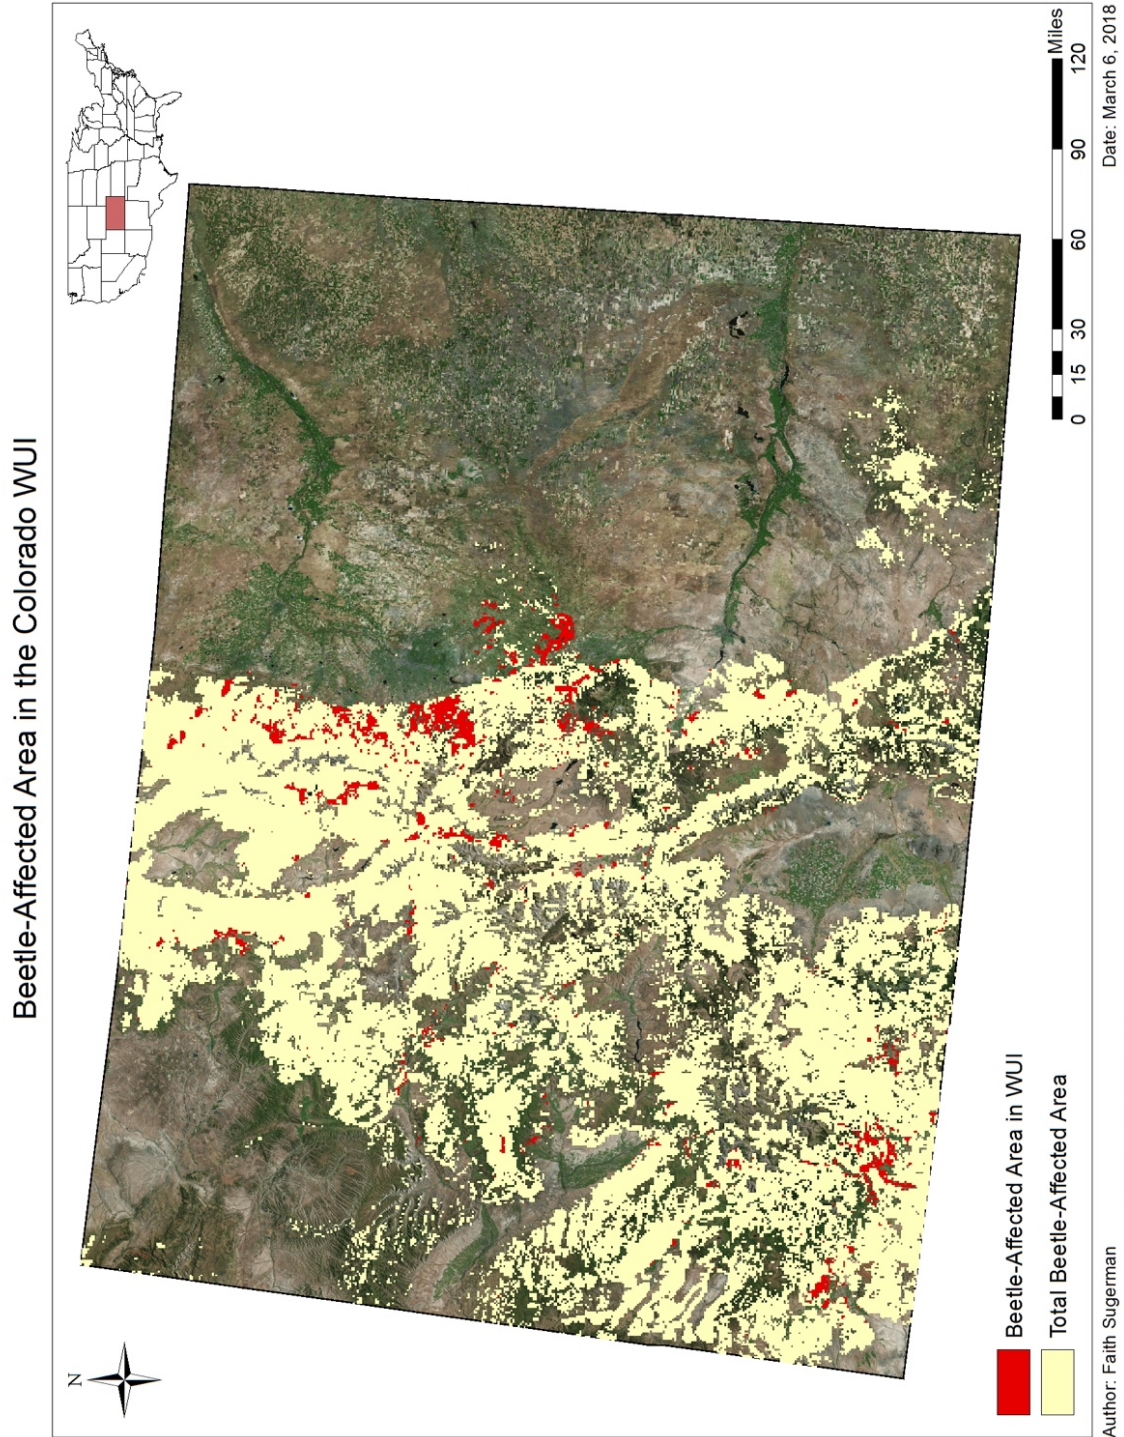 Beetle-Affected Area in the Colorado WUI
N
Beetle-Affected Area in WUI
Total Beetle-Affected Area
0 15 30 60 90 120
Miles
Author: Faith Sugerman
Date: March 6, 2018